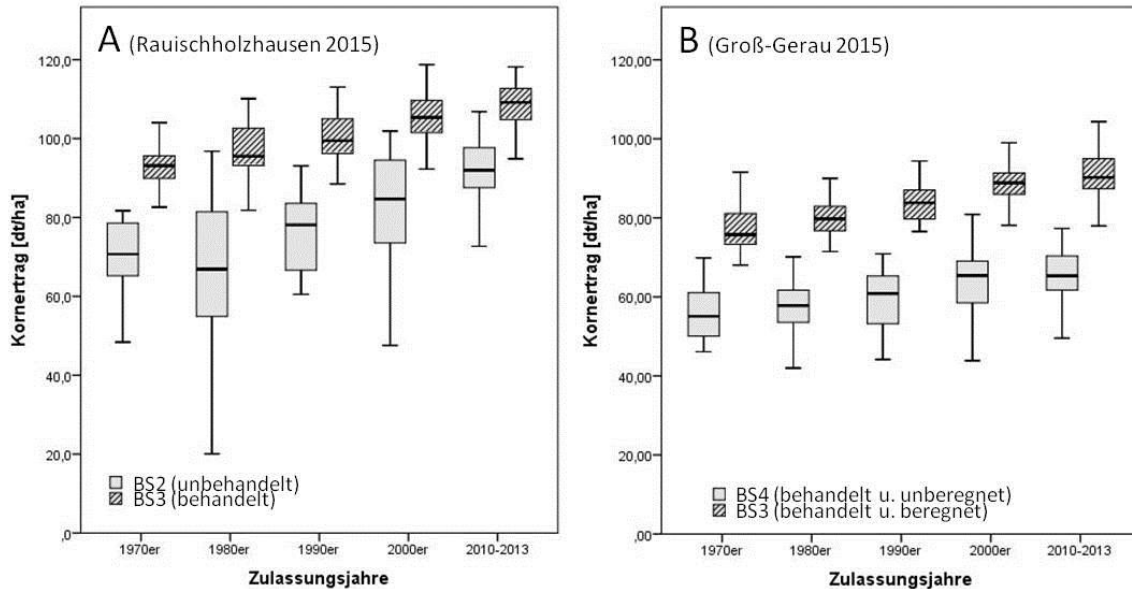 A (Rauischholzhausen 2015)
Kornertrag [dt/ha]
120,0
100,0
80,0
60,0
40,0
20,0
,0
BS2 (unbehandelt)
BS3 (behandelt)
1970er 1980er 1990er 2000er 2010-2013
Zulassungsjahre
B (Groß-Gerau 2015)
Kornertrag [dt/ha]
120,00
100,00
80,00
60,00
40,00
20,00
,00
BS4 (behandelt u. unberegnet)
BS3 (behandelt u. beregnet)
1970er 1980er 1990er 2000er 2010-2013
Zulassungsjahre